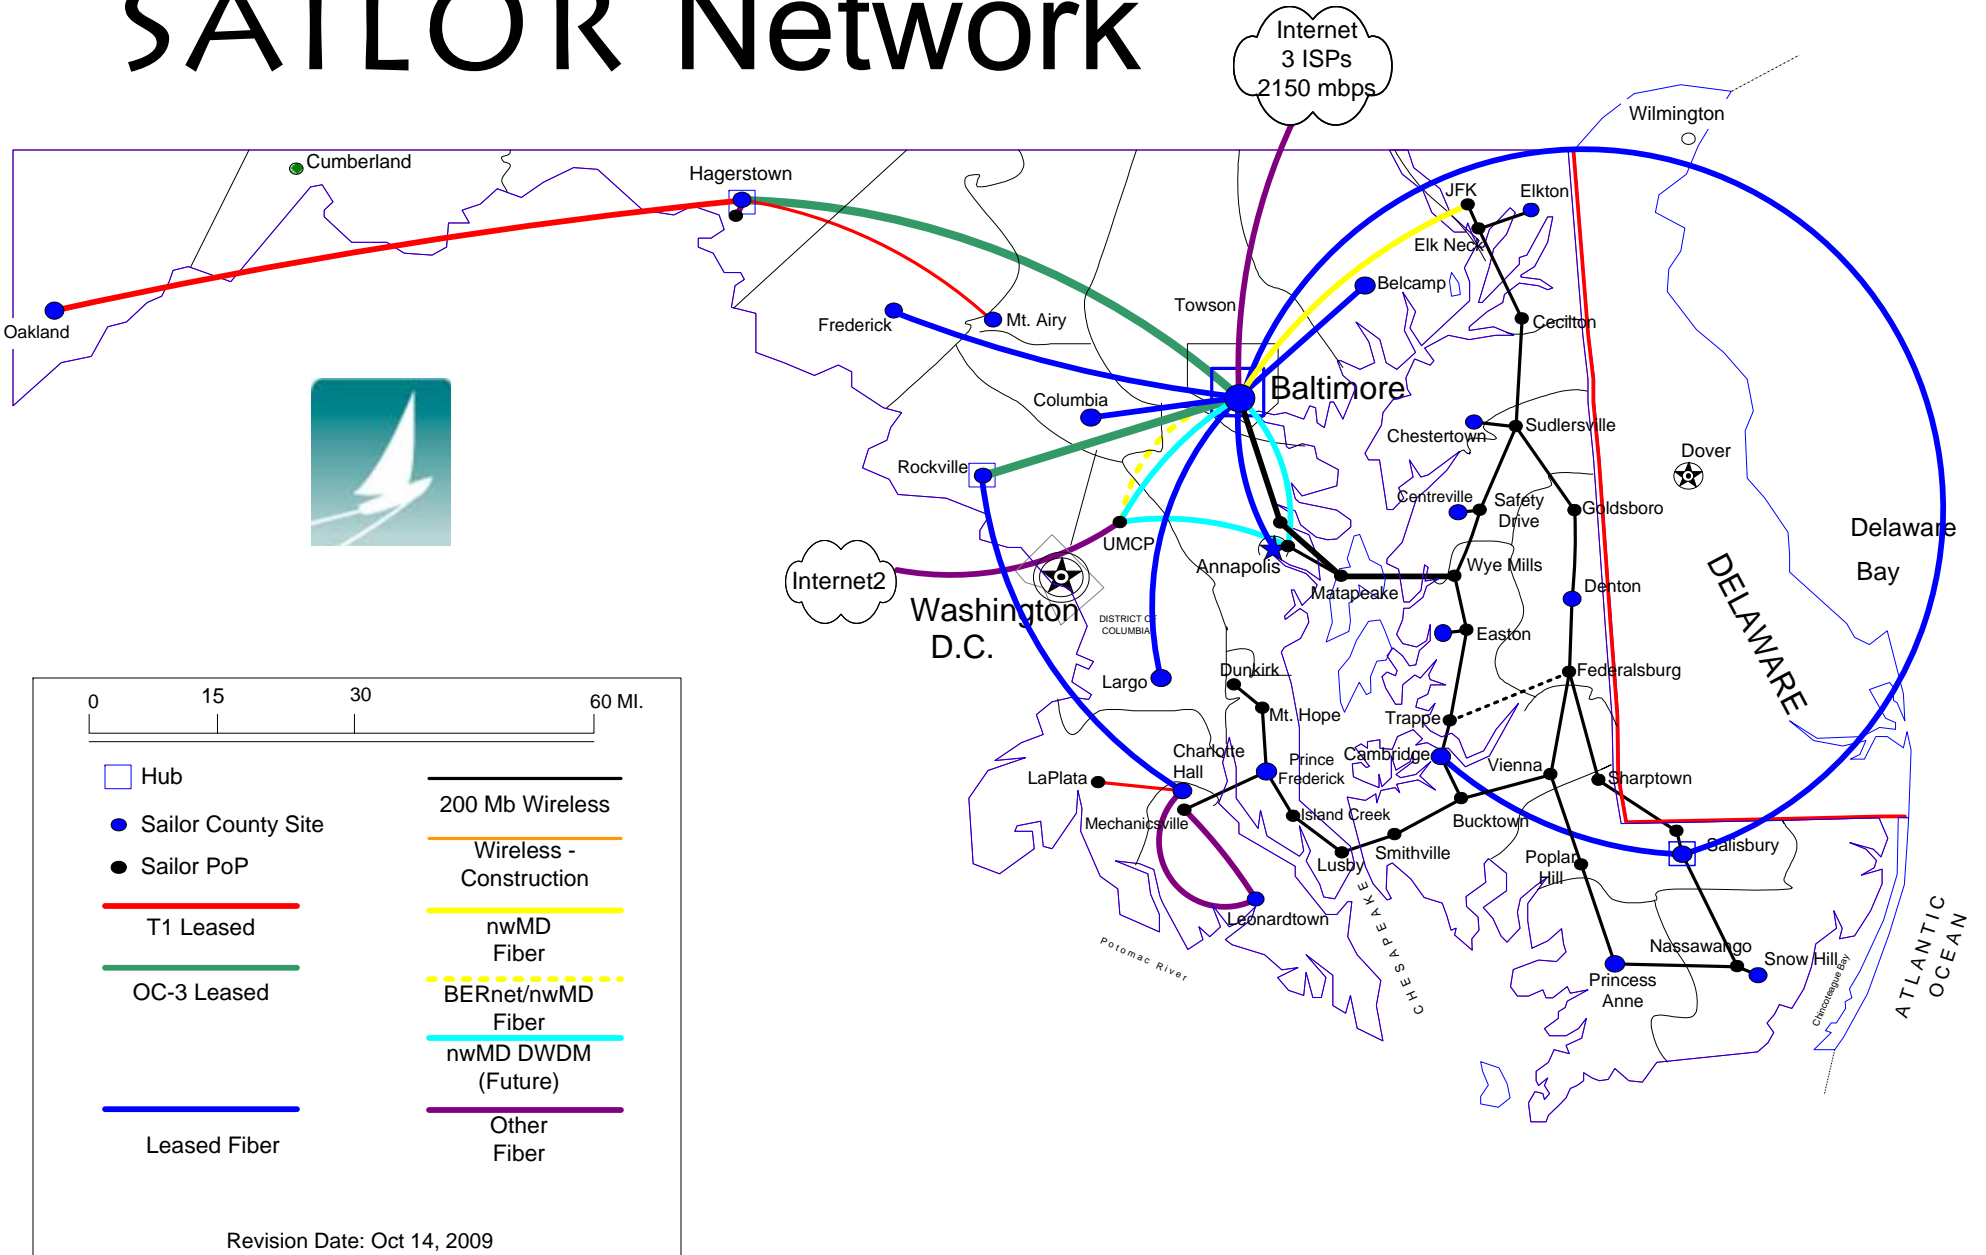 SAILOR Network
Internet
3 ISPs
2150 mbps
Wilmington
Cumberland
Hagerstown
JFK
Elkton
Elk Neck
Belcamp
Towson
Oakland
Frederick
Mt. Airy
Cecilton
Baltimore
Columbia
Chestertown
Sudlersville
Dover
Rockville
Centreville
Safety
Drive
Goldsboro
Delaware
Bay
UMCP
Annapolis
Wye Mills
Internet2
Matapeake
Denton
Washington
D.C.
DISTRICT OF
COLUMBIA
Easton
DELAWARE
Dunkirk
Federalsburg
Largo
Mt. Hope
Trappe
Charlotte
Hall
Prince
Frederick
Cambridge
Vienna
LaPlata
Sharptown
Mechanicsville
Island Creek
Bucktown
Lusby
Smithville
Poplar
Hill
Salisbury
Leonardtown
Potomac River
CHESAPEAKE
Nassawango
Snow Hill
Princess
Anne
Chincoteague Bay
ATLANTIC
OCEAN
0 15 30 60 MI.
Hub
Sailor County Site
Sailor PoP
T1 Leased
OC-3 Leased
Leased Fiber
200 Mb Wireless
Wireless -
Construction
nwMD
Fiber
BERnet/nwMD
Fiber
nwMD DWDM
(Future)
Other
Fiber
Revision Date: Oct 14, 2009